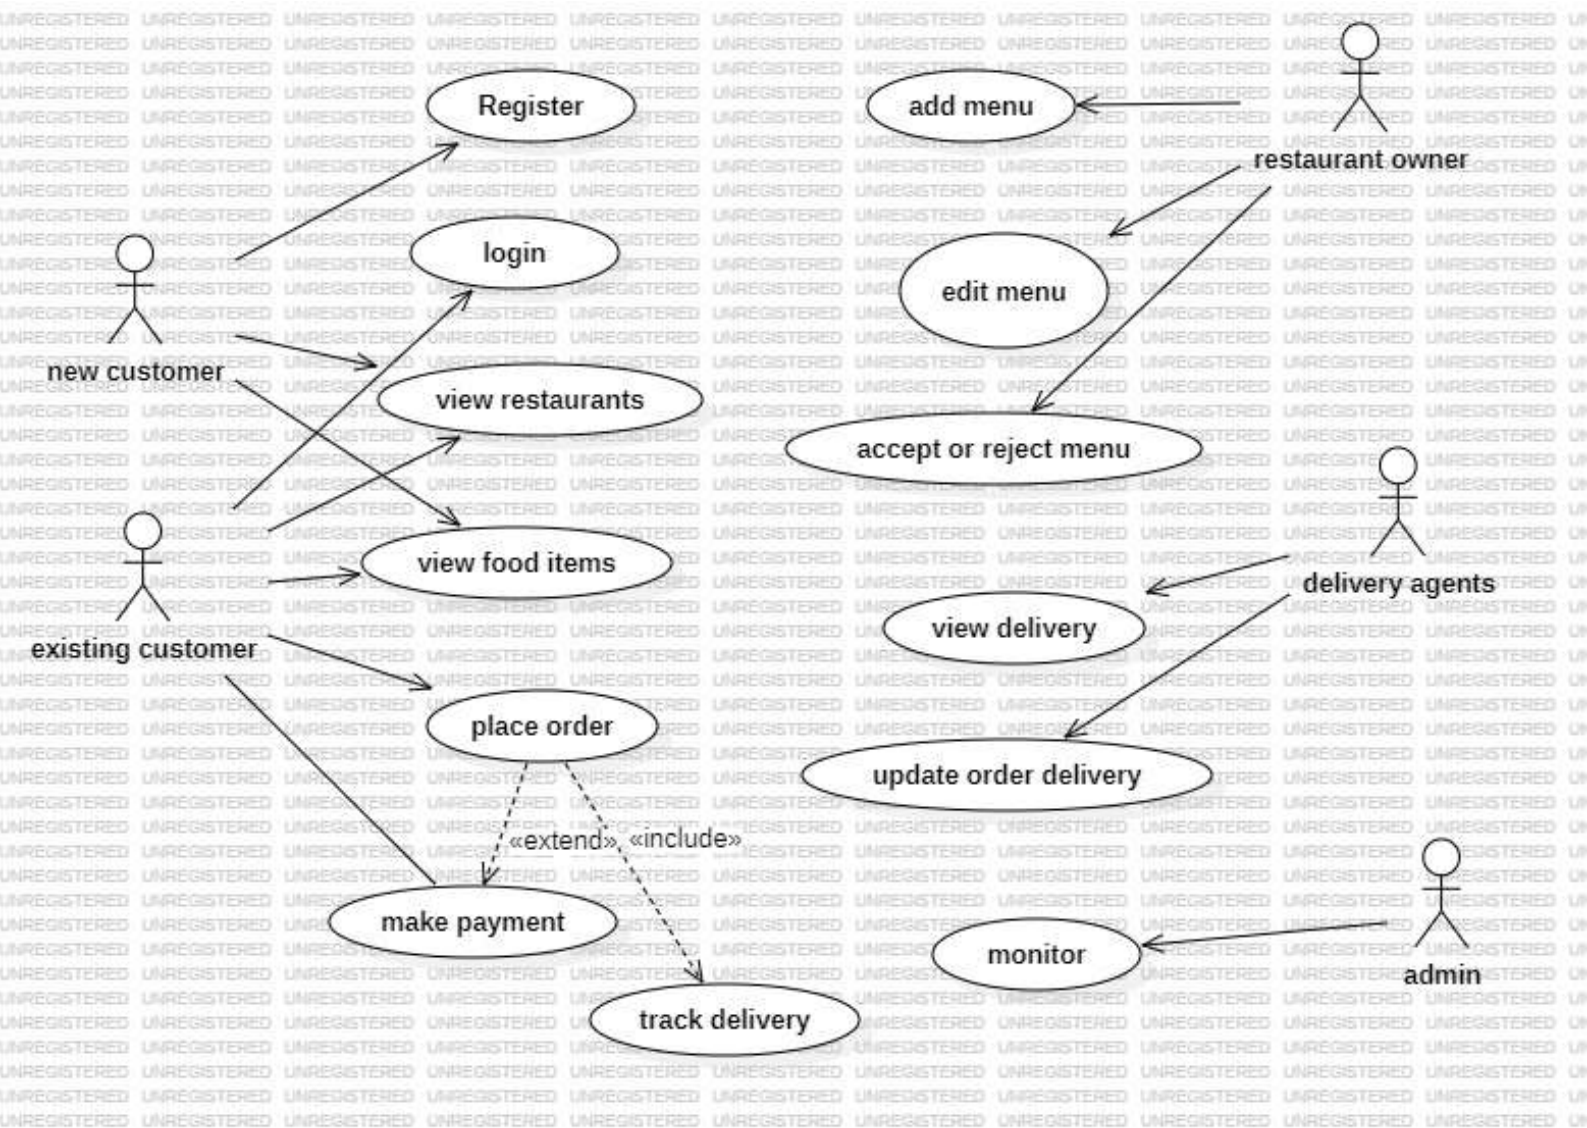 Register
login
new customer
view restaurants
view food items
existing customer
place order
«extend»
«include»
make payment
track delivery
add menu
restaurant owner
edit menu
accept or reject menu
delivery agents
view delivery
update order delivery
monitor
admin
UNREGISTERED